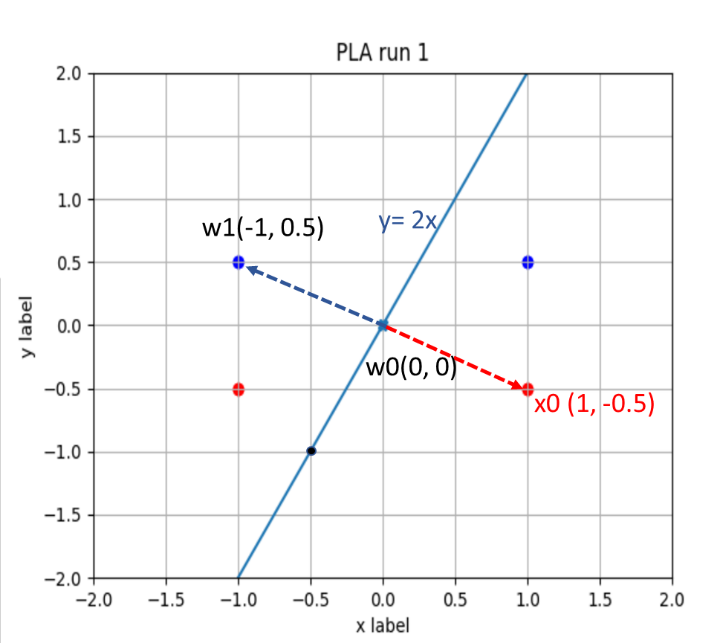 PLA run 1
2.0
1.5
1.0
0.5
0.0
−0.5
−1.0
−1.5
−2.0
y label
w1(-1, 0.5)
y= 2x
w0(0, 0)
x0 (1, -0.5)
−2.0 −1.5 −1.0 −0.5 0.0 0.5 1.0 1.5 2.0
x label